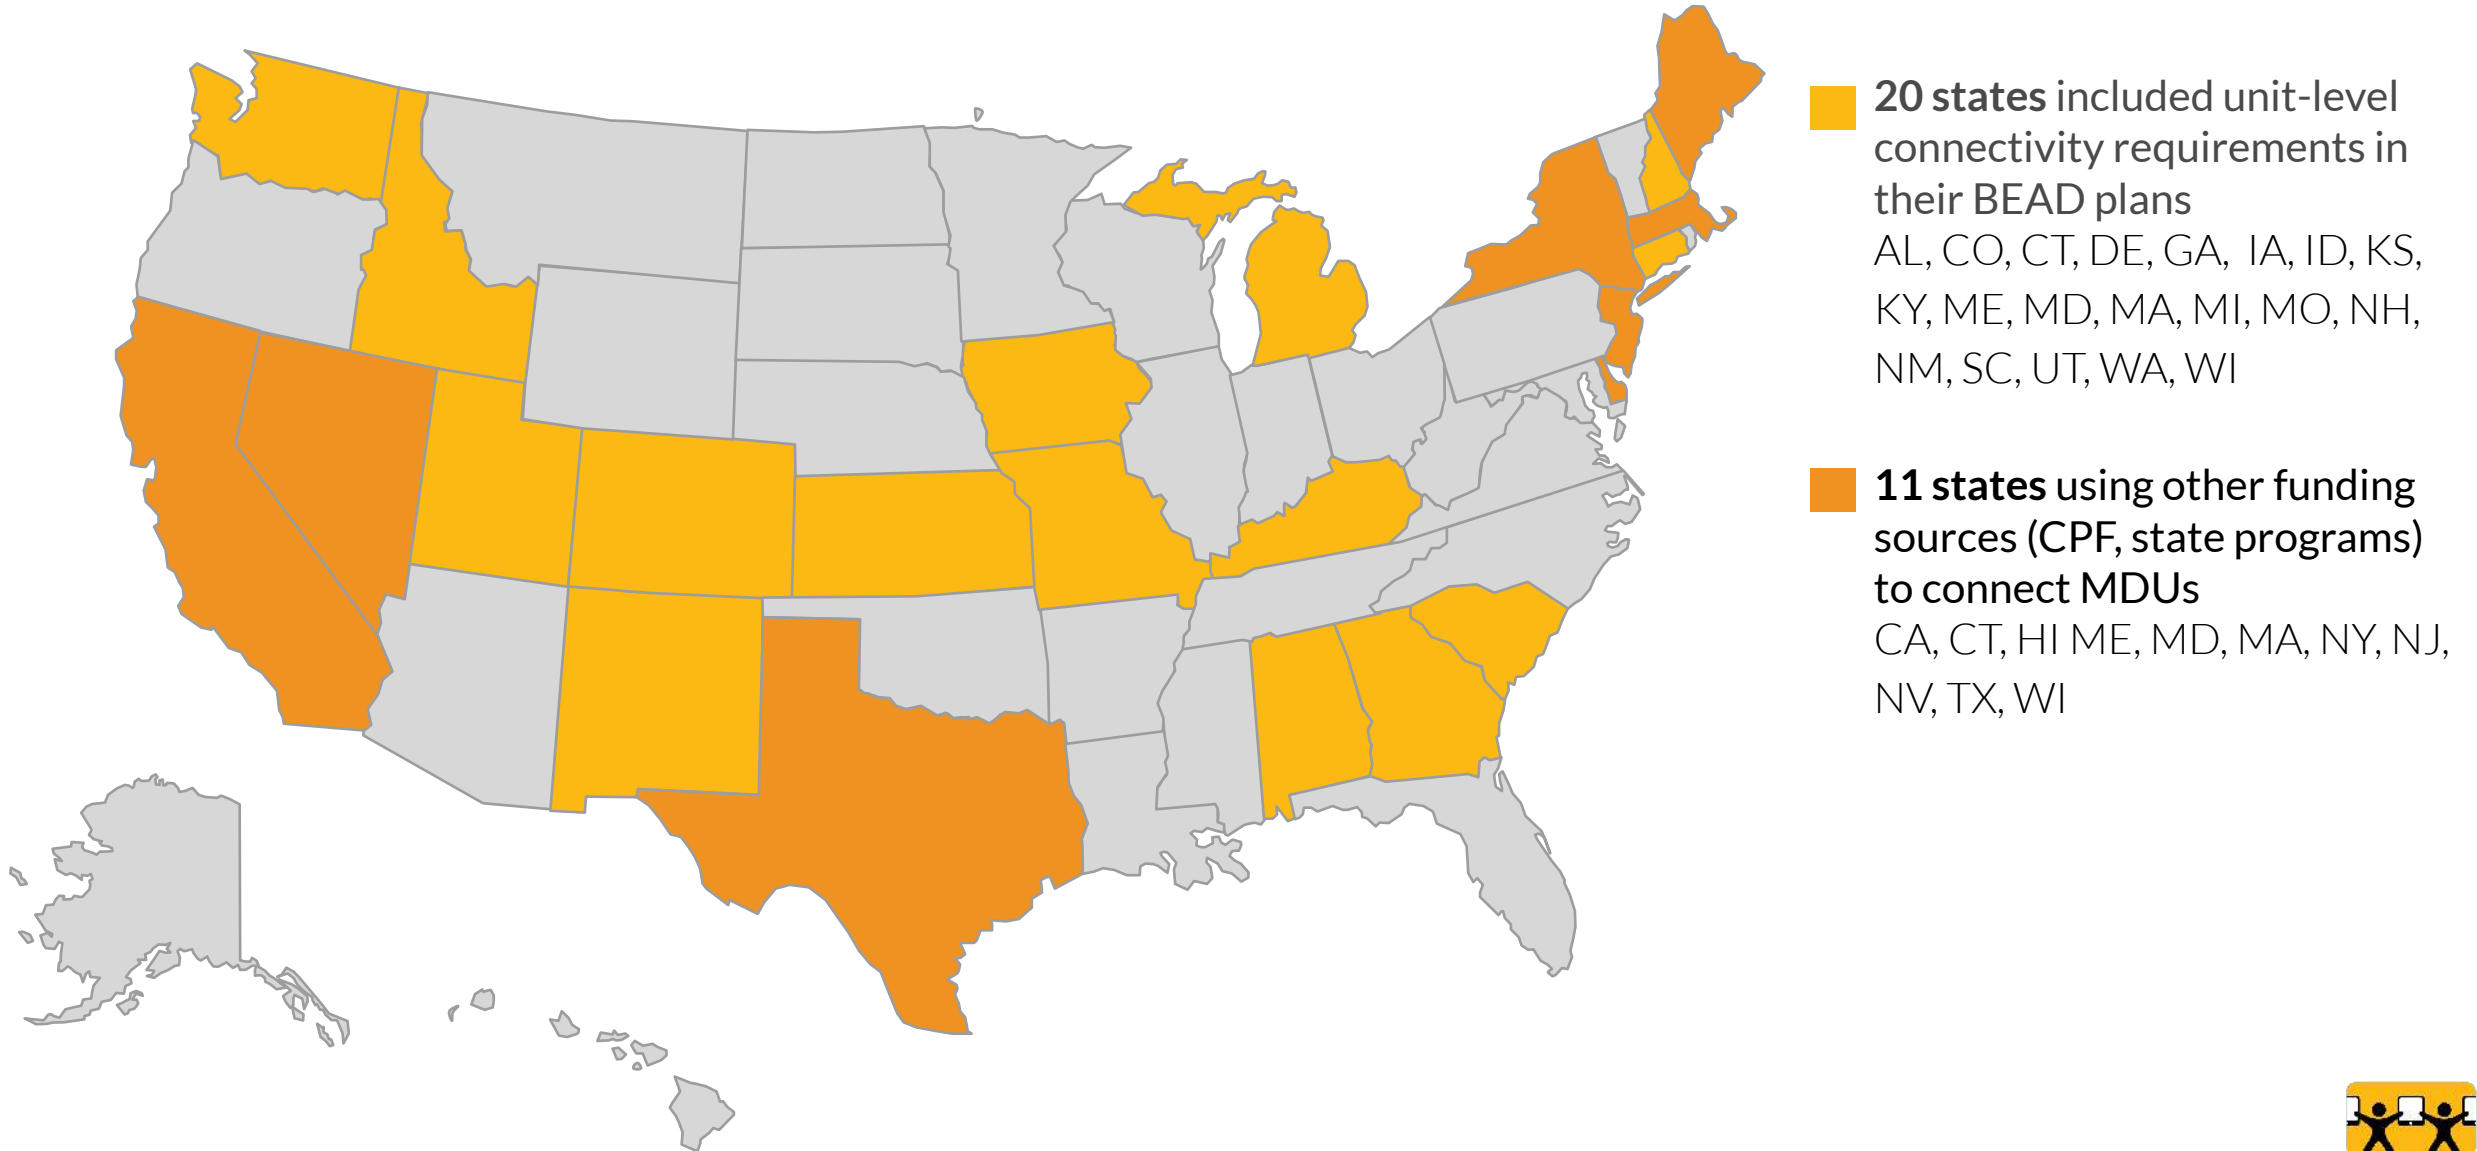 20 states included unit-level
connectivity requirements in
their BEAD plans
AL, CO, CT, DE, GA, IA, ID, KS,
KY, ME, MD, MA, MI, MO, NH,
NM, SC, UT, WA, WI
11 states using other funding
sources (CPF, state programs)
to connect MDUs
CA, CT, HI ME, MD, MA, NY, NJ,
NV, TX, WI